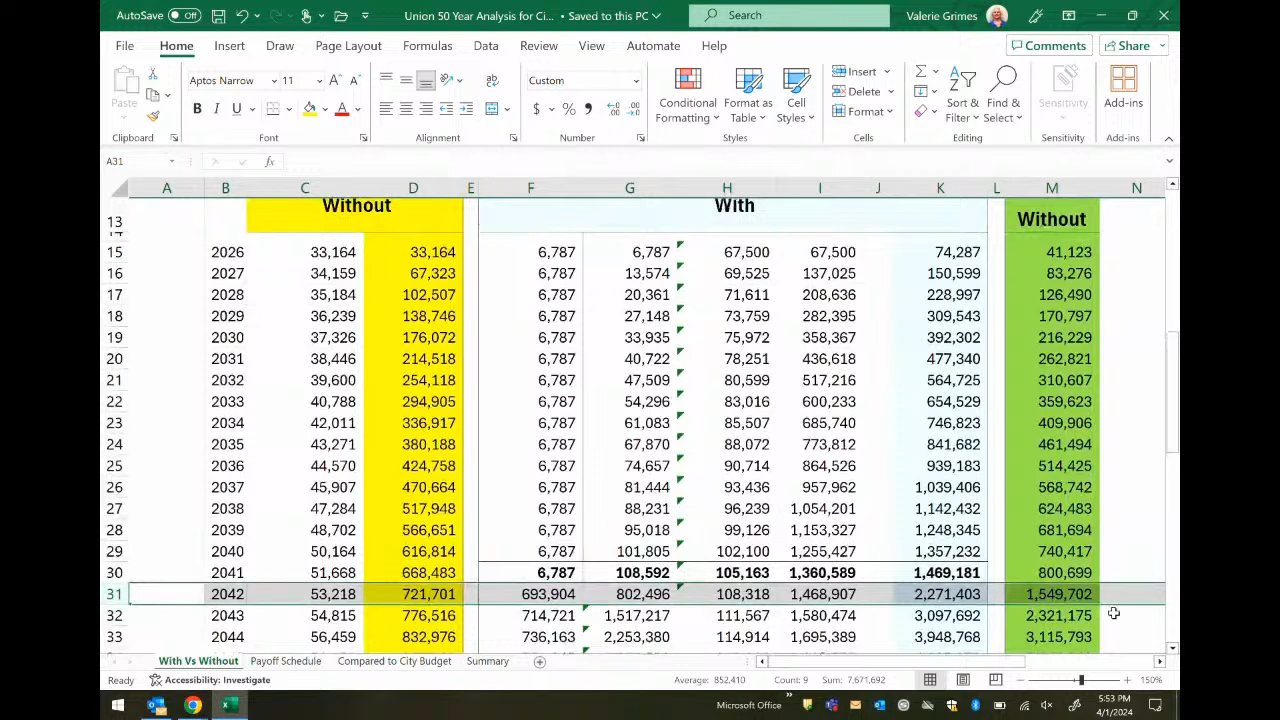 AutoSave Off Union 50 Year Analysis for Ci... • Saved to this PC Search Valerie Grimes
File Home Insert Draw Page Layout Formulas Data Review View Automate Help Comments Share
Paste
Aptos Narrow 11
Custom
Conditional Formatting
Format as Table
Cell Styles
Insert
Delete
Format
Sort & Filter
Find & Select
Sensitivity
Add-ins
Clipboard Font Alignment Number Styles Cells Editing Sensitivity Add-ins
A31 fx
A B C D E F G H I J K L M N
13 Without With Without
14
15 2026 33,164 33,164 6,787 6,787 67,500 67,500 74,287 41,123
16 2027 34,159 67,323 6,787 13,574 69,525 137,025 150,599 83,276
17 2028 35,184 102,507 6,787 20,361 71,611 208,636 228,997 126,490
18 2029 36,239 138,746 6,787 27,148 73,759 282,395 309,543 170,797
19 2030 37,326 176,072 6,787 33,935 75,972 358,367 392,302 216,229
20 2031 38,446 214,518 6,787 40,722 78,251 436,618 477,340 262,821
21 2032 39,600 254,118 6,787 47,509 80,599 517,216 564,725 310,607
22 2033 40,788 294,905 6,787 54,296 83,016 600,233 654,529 359,623
23 2034 42,011 336,917 6,787 61,083 85,507 685,740 746,823 409,906
24 2035 43,271 380,188 6,787 67,870 88,072 773,812 841,682 461,494
25 2036 44,570 424,758 6,787 74,657 90,714 864,526 939,183 514,425
26 2037 45,907 470,664 6,787 81,444 93,436 957,962 1,039,406 568,742
27 2038 47,284 517,948 6,787 88,231 96,239 1,054,201 1,142,432 624,483
28 2039 48,702 566,651 6,787 95,018 99,126 1,153,327 1,248,345 681,694
29 2040 50,164 616,814 6,787 101,805 102,100 1,255,427 1,357,232 740,417
30 2041 51,668 668,483 6,787 108,592 105,163 1,360,589 1,469,181 800,699
31 2042 53,218 721,701 693,904 802,496 108,318 1,468,907 2,271,403 1,549,702
32 2043 54,815 776,516 714,721 1,517,217 111,567 1,580,474 3,097,692 2,321,175
33 2044 56,459 832,976 736,163 2,253,380 114,914 1,695,389 3,948,768 3,115,793
With Vs Without Payoff Schedule Compared to City Budget Summary
Ready Accessibility: Investigate Average: 852,410 Count: 9 Sum: 7,671,692 150%
Microsoft Office 5:53 PM
4/1/2024